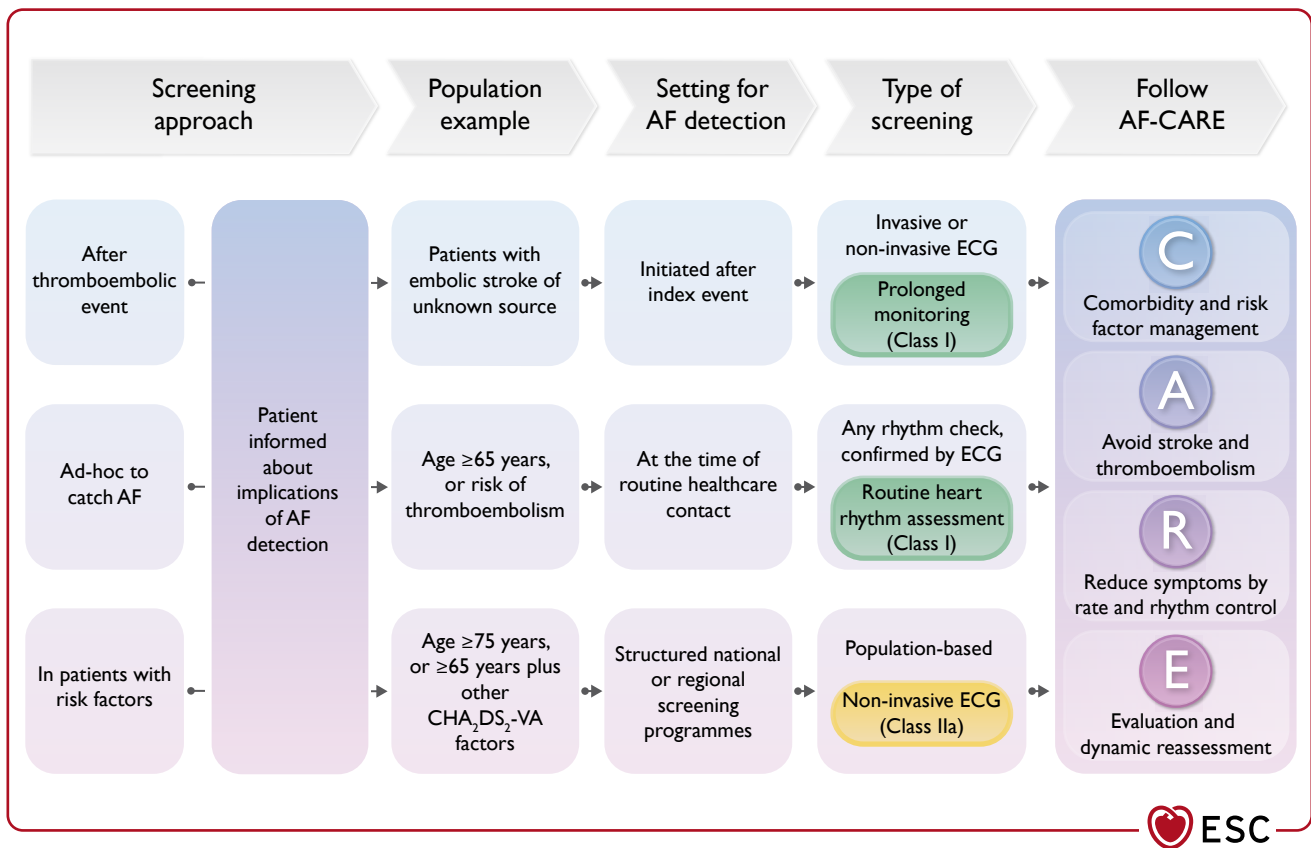 Screening
approach
Population
example
Setting for
AF detection
Type of
screening
Follow
AF-CARE
After
thromboembolic
event
Patient
informed
about
implications
of AF
detection
Patients with
embolic stroke of
unknown source
Initiated after
index event
Invasive or
non-invasive ECG
Prolonged
monitoring
(Class I)
Ad-hoc to
catch AF
Age ≥65 years,
or risk of
thromboembolism
At the time of
routine healthcare
contact
Any rhythm check,
confirmed by ECG
Routine heart
rhythm assessment
(Class I)
In patients with
risk factors
Age ≥75 years,
or ≥65 years plus
other
CHA₂DS₂-VA
factors
Structured national
or regional
screening
programmes
Population-based
Non-invasive ECG
(Class IIa)
C
Comorbidity and risk
factor management
A
Avoid stroke and
thromboembolism
R
Reduce symptoms by
rate and rhythm control
E
Evaluation and
dynamic reassessment
ESC